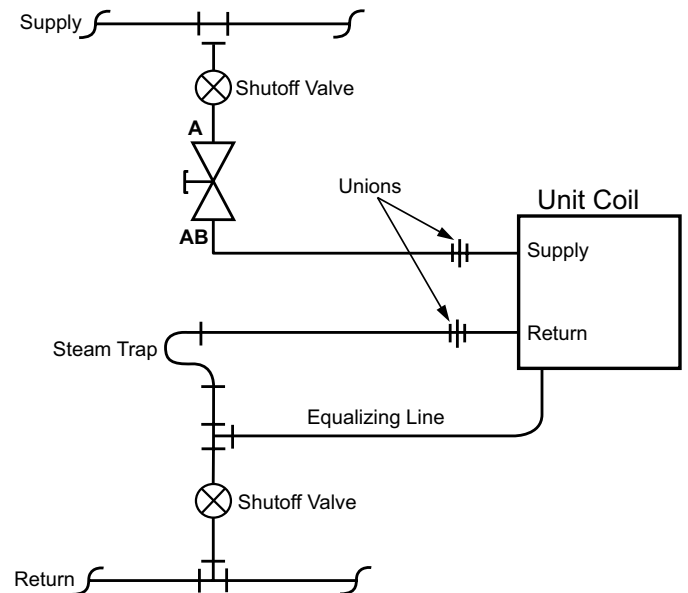 Supply
Shutoff Valve
A
Unions
Unit Coil
AB
Supply
Return
Steam Trap
Equalizing Line
Shutoff Valve
Return